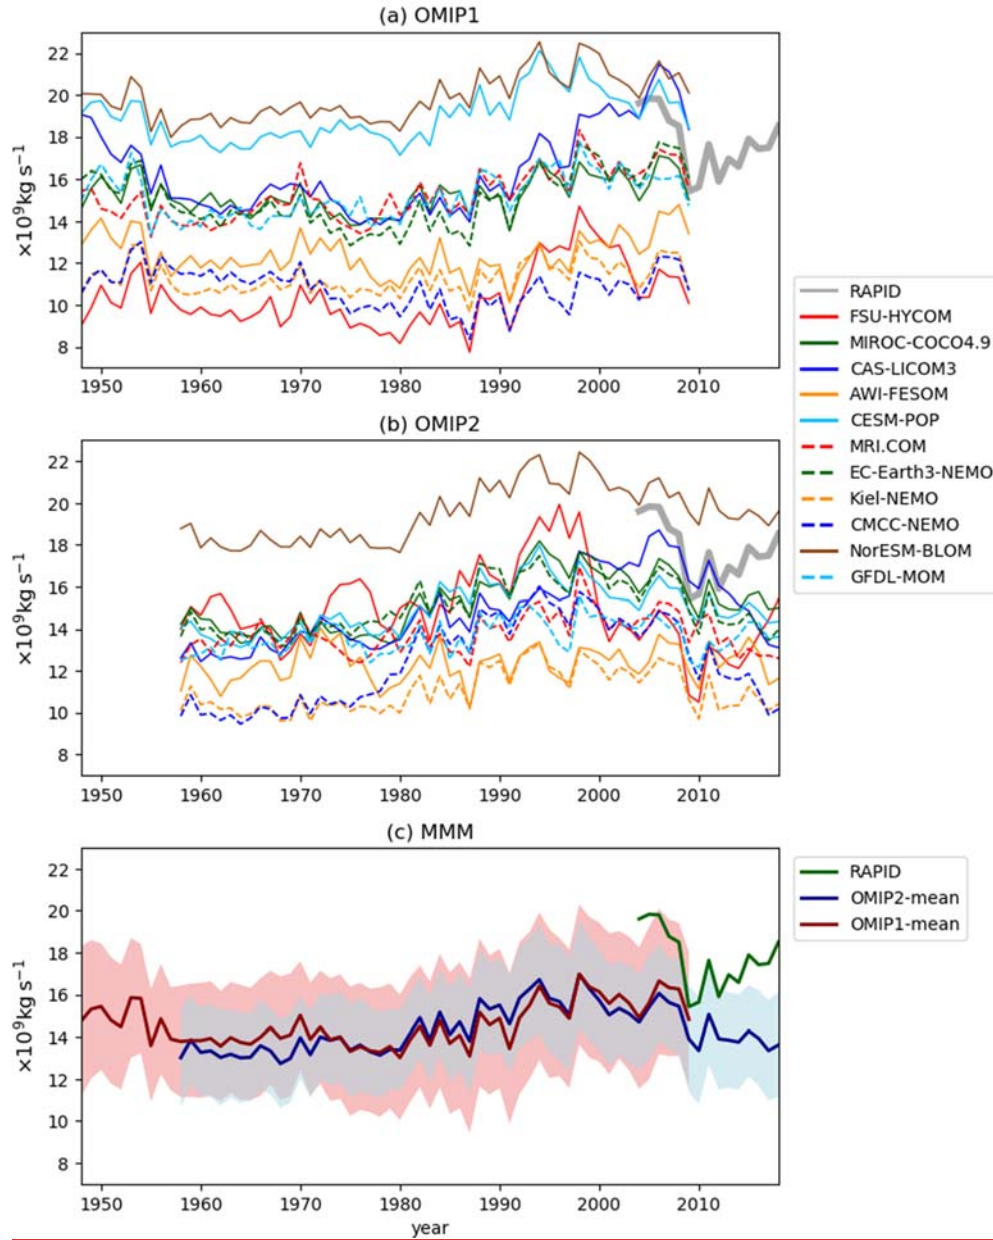 (a) OMIP1
22
20
18
16
14
12
10
8
×10⁹kg s⁻¹
1950 1960 1970 1980 1990 2000 2010
RAPID
FSU-HYCOM
MIROC-COCO4.9
CAS-LICOM3
AWI-FESOM
CESM-POP
MRI.COM
EC-Earth3-NEMO
Kiel-NEMO
CMCC-NEMO
NorESM-BLOM
GFDL-MOM
(b) OMIP2
22
20
18
16
14
12
10
8
×10⁹kg s⁻¹
1950 1960 1970 1980 1990 2000 2010
(c) MMM
22
20
18
16
14
12
10
8
×10⁹kg s⁻¹
1950 1960 1970 1980 1990 2000 2010
year
RAPID
OMIP2-mean
OMIP1-mean